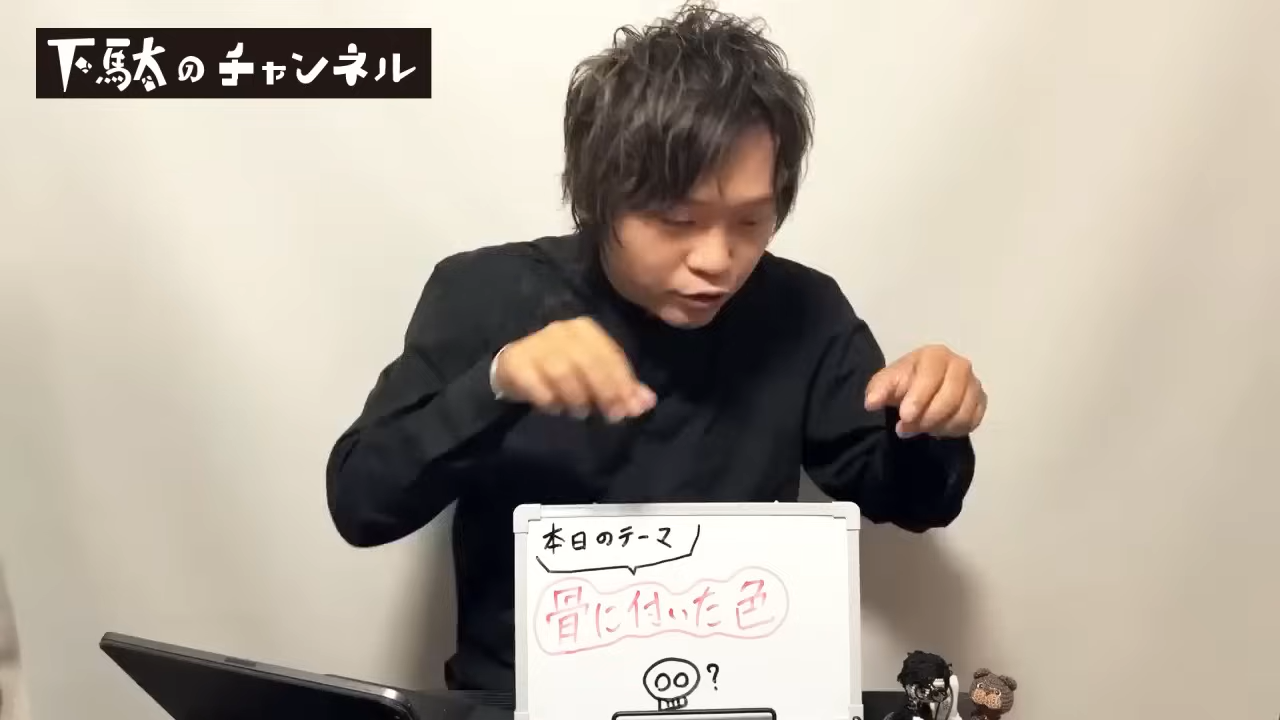 下駄のチャンネル
本日のテーマ
骨に付いた色
?